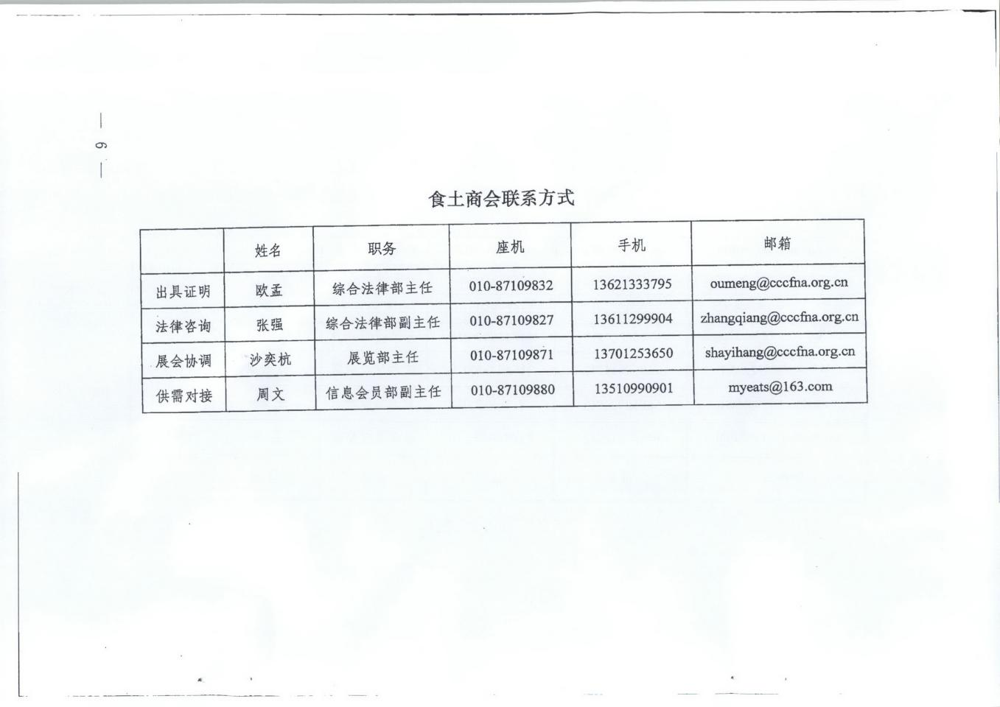 — 6 —
食土商会联系方式
姓名 职务 座机 手机 邮箱
出具证明 欧孟 综合法律部主任 010-87109832 13621333795 oumeng@cccfna.org.cn
法律咨询 张强 综合法律部副主任 010-87109827 13611299904 zhangqiang@cccfna.org.cn
展会协调 沙奕杭 展览部主任 010-87109871 13701253650 shayihang@cccfna.org.cn
供需对接 周文 信息会员部副主任 010-87109880 13510990901 myeats@163.com